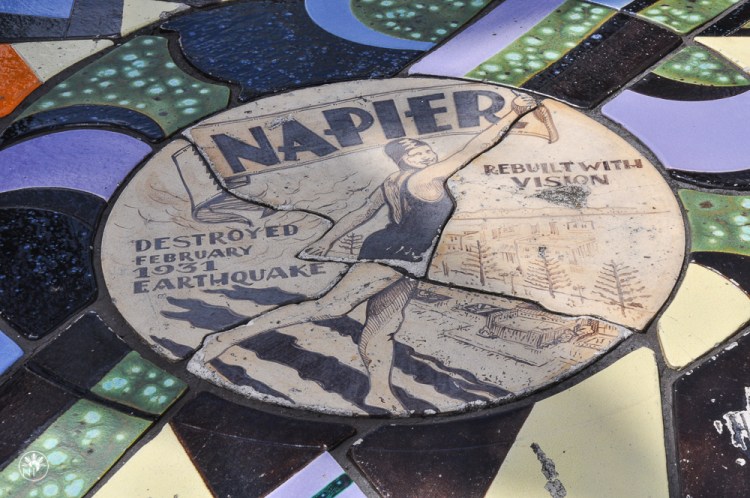 NAPIER
REBUILT WITH
VISION
DESTROYED
FEBRUARY
1931
EARTHQUAKE